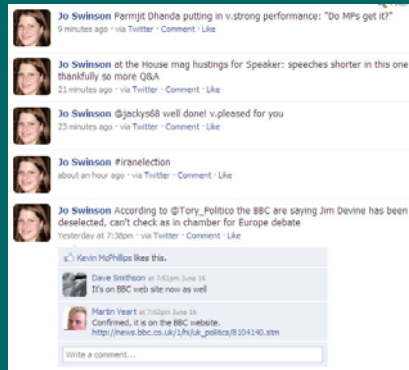 Jo Swinson Parmjit Dhanda putting in v.strong performance: "Do MPs get it?"
9 minutes ago · via Twitter · Comment · Like
Jo Swinson at the House mag hustings for Speaker: speeches shorter in this one
thankfully so more Q&A
21 minutes ago · via Twitter · Comment · Like
Jo Swinson @jackys68 well done! v.pleased for you
23 minutes ago · via Twitter · Comment · Like
Jo Swinson #iranelection
about an hour ago · via Twitter · Comment · Like
Jo Swinson According to @Tory_Politico the BBC are saying Jim Devine has been
deselected, can't check as in chamber for Europe debate
Yesterday at 7:38pm · via Twitter · Comment · Like
Kevin McPhillips likes this.
Dave Smithson at 7:51pm June 16
It's on BBC web site now as well
Martin Veart at 7:52pm June 16
Confirmed, it is on the BBC website.
http://news.bbc.co.uk/1/hi/uk_politics/8104140.stm
Write a comment...